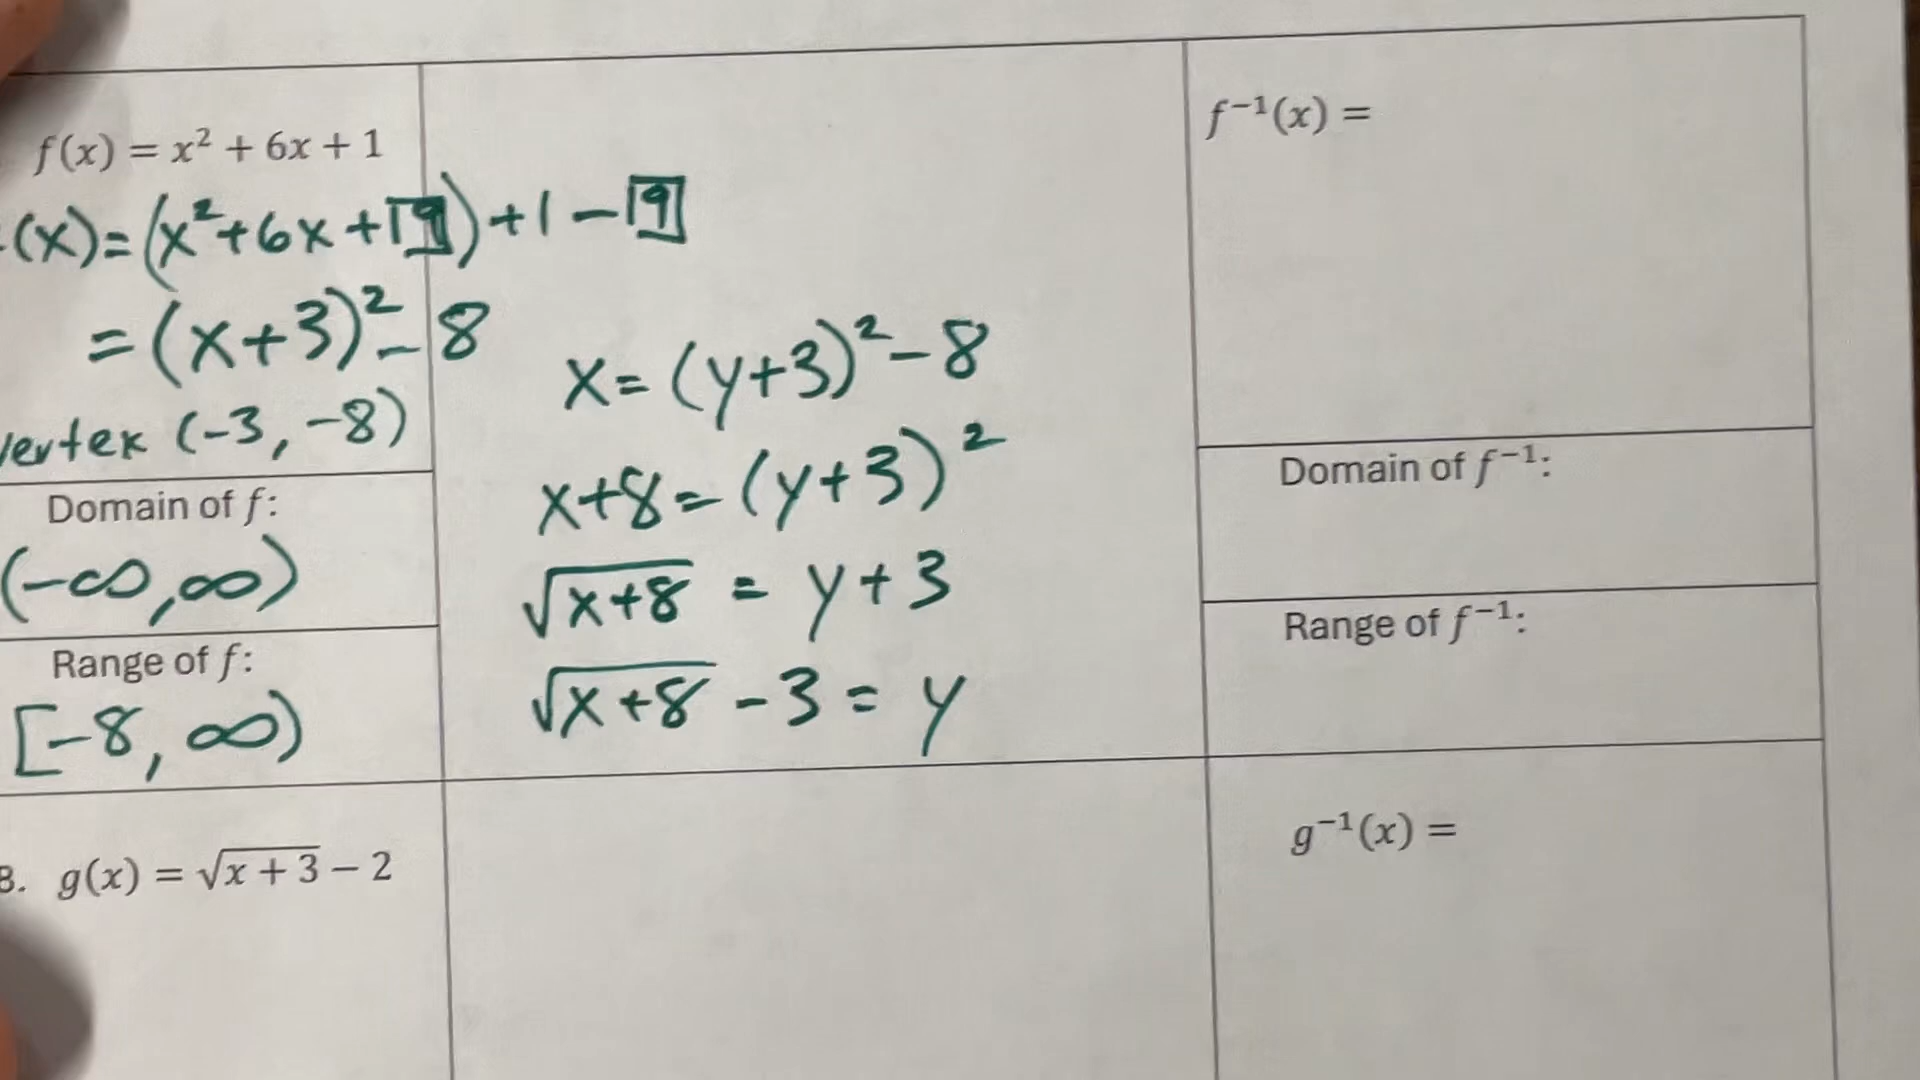 f(x) = x² + 6x + 1
(x) = (x² + 6x + 9) + 1 - 9
= (x+3)² - 8
vertex (-3, -8)
Domain of f:
(-∞, ∞)
Range of f:
[-8, ∞)
x = (y+3)² - 8
x+8 = (y+3)²
√(x+8) = y+3
√(x+8) - 3 = y
f⁻¹(x) =
Domain of f⁻¹:
Range of f⁻¹:
3. g(x) = √(x + 3) − 2
g⁻¹(x) =